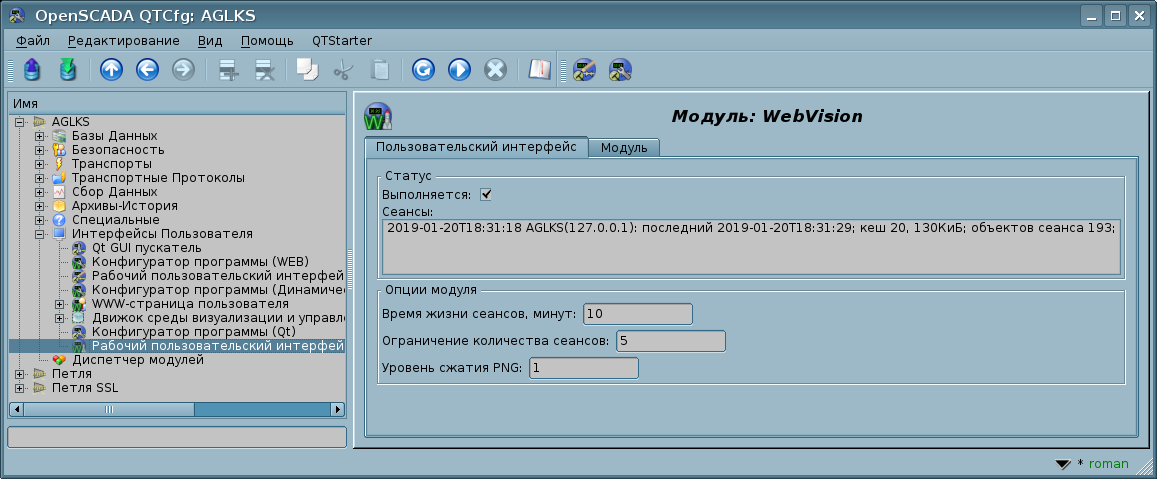 OpenSCADA QTCfg: AGLKS
Файл Редактирование Вид Помощь QTStarter
Имя
AGLKS
Базы Данных
Безопасность
Транспорты
Транспортные Протоколы
Сбор Данных
Архивы-История
Специальные
Интерфейсы Пользователя
Qt GUI пускатель
Конфигуратор программы (WEB)
Рабочий пользовательский интерфей
Конфигуратор программы (Динамиче
WWW-страница пользователя
Движок среды визуализации и управл
Конфигуратор программы (Qt)
Рабочий пользовательский интерфей
Диспетчер модулей
Петля
Петля SSL
Модуль: WebVision
Пользовательский интерфейс Модуль
Статус
Выполняется:
Сеансы:
2019-01-20T18:31:18 AGLKS(127.0.0.1): последний 2019-01-20T18:31:29; кеш 20, 130КиБ; объектов сеанса 193;
Опции модуля
Время жизни сеансов, минут: 10
Ограничение количества сеансов: 5
Уровень сжатия PNG: 1
* roman